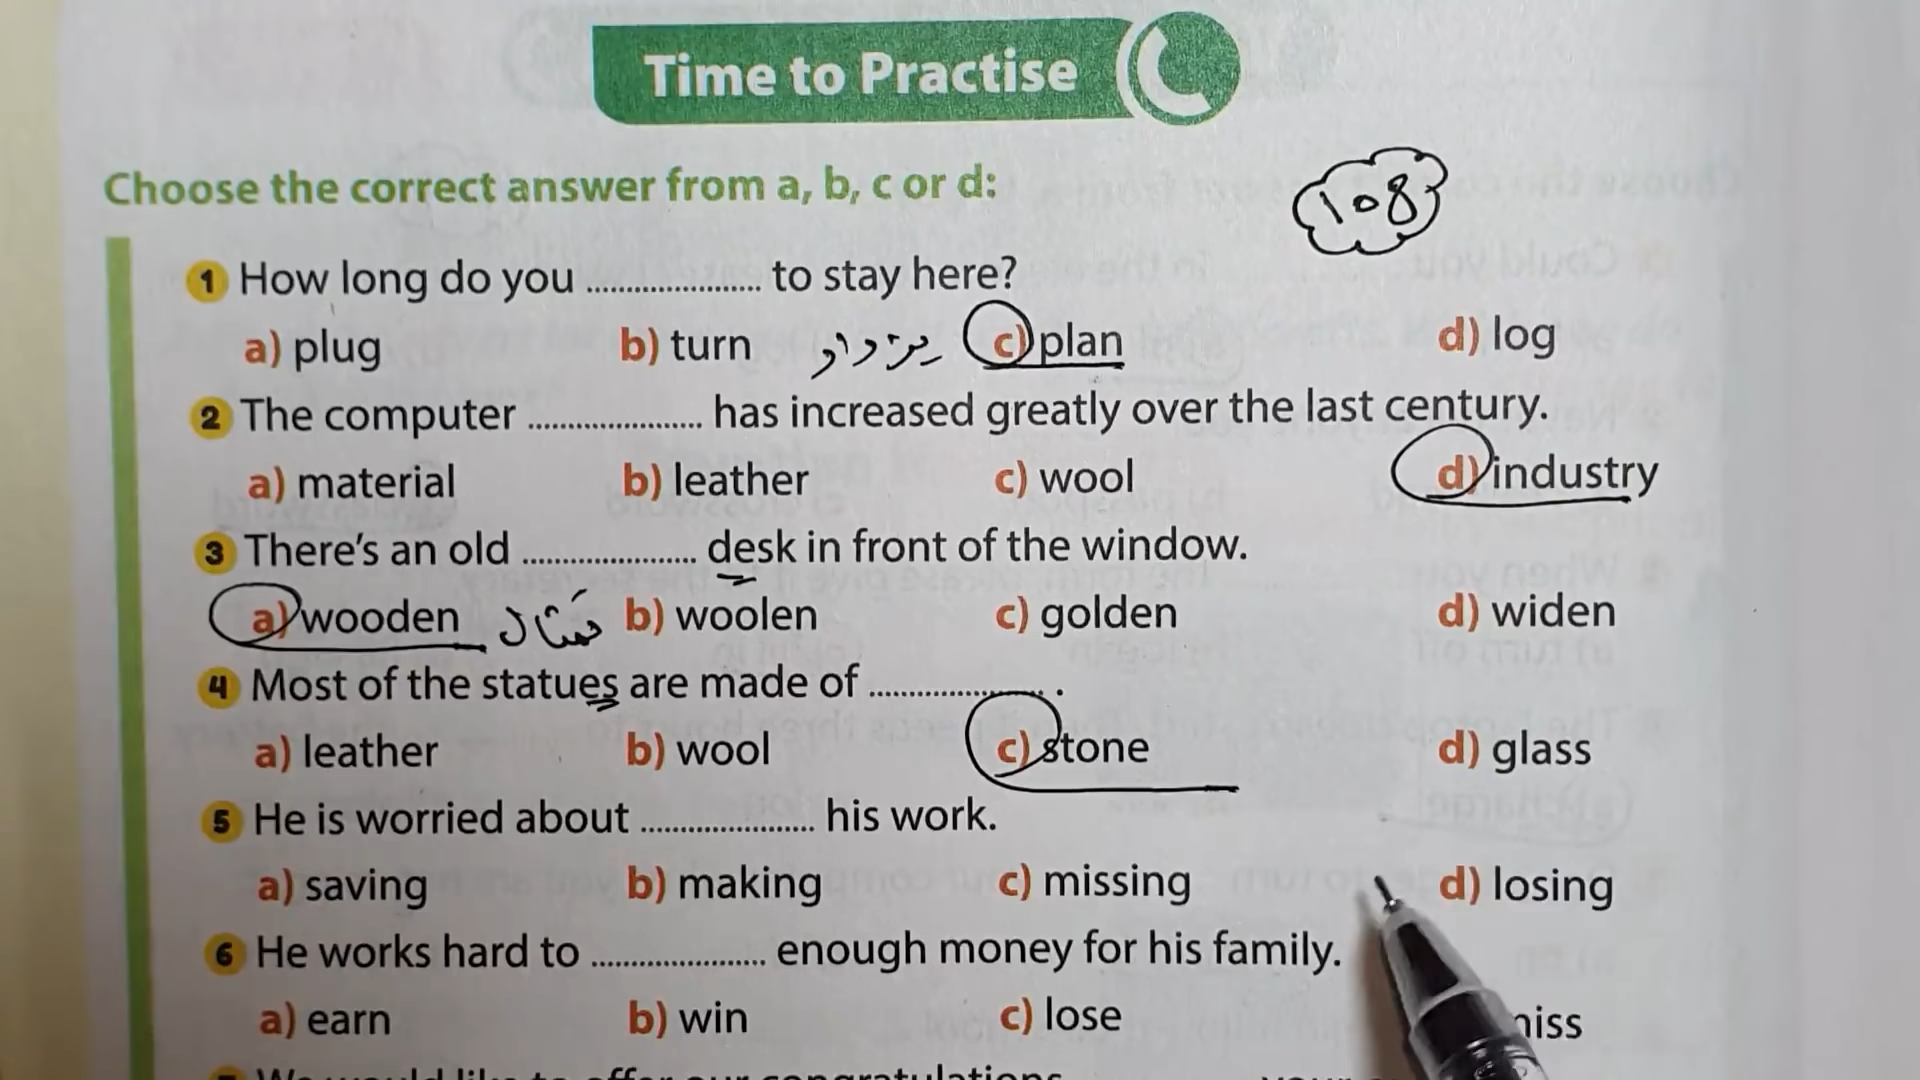 Time to Practise
Choose the correct answer from a, b, c or d:
108
1 How long do you .................... to stay here?
a) plug b) turn c) plan d) log
2 The computer .................... has increased greatly over the last century.
a) material b) leather c) wool d) industry
3 There's an old .................... desk in front of the window.
a) wooden b) woolen c) golden d) widen
4 Most of the statues are made of .................... .
a) leather b) wool c) stone d) glass
5 He is worried about .................... his work.
a) saving b) making c) missing d) losing
6 He works hard to .................... enough money for his family.
a) earn b) win c) lose